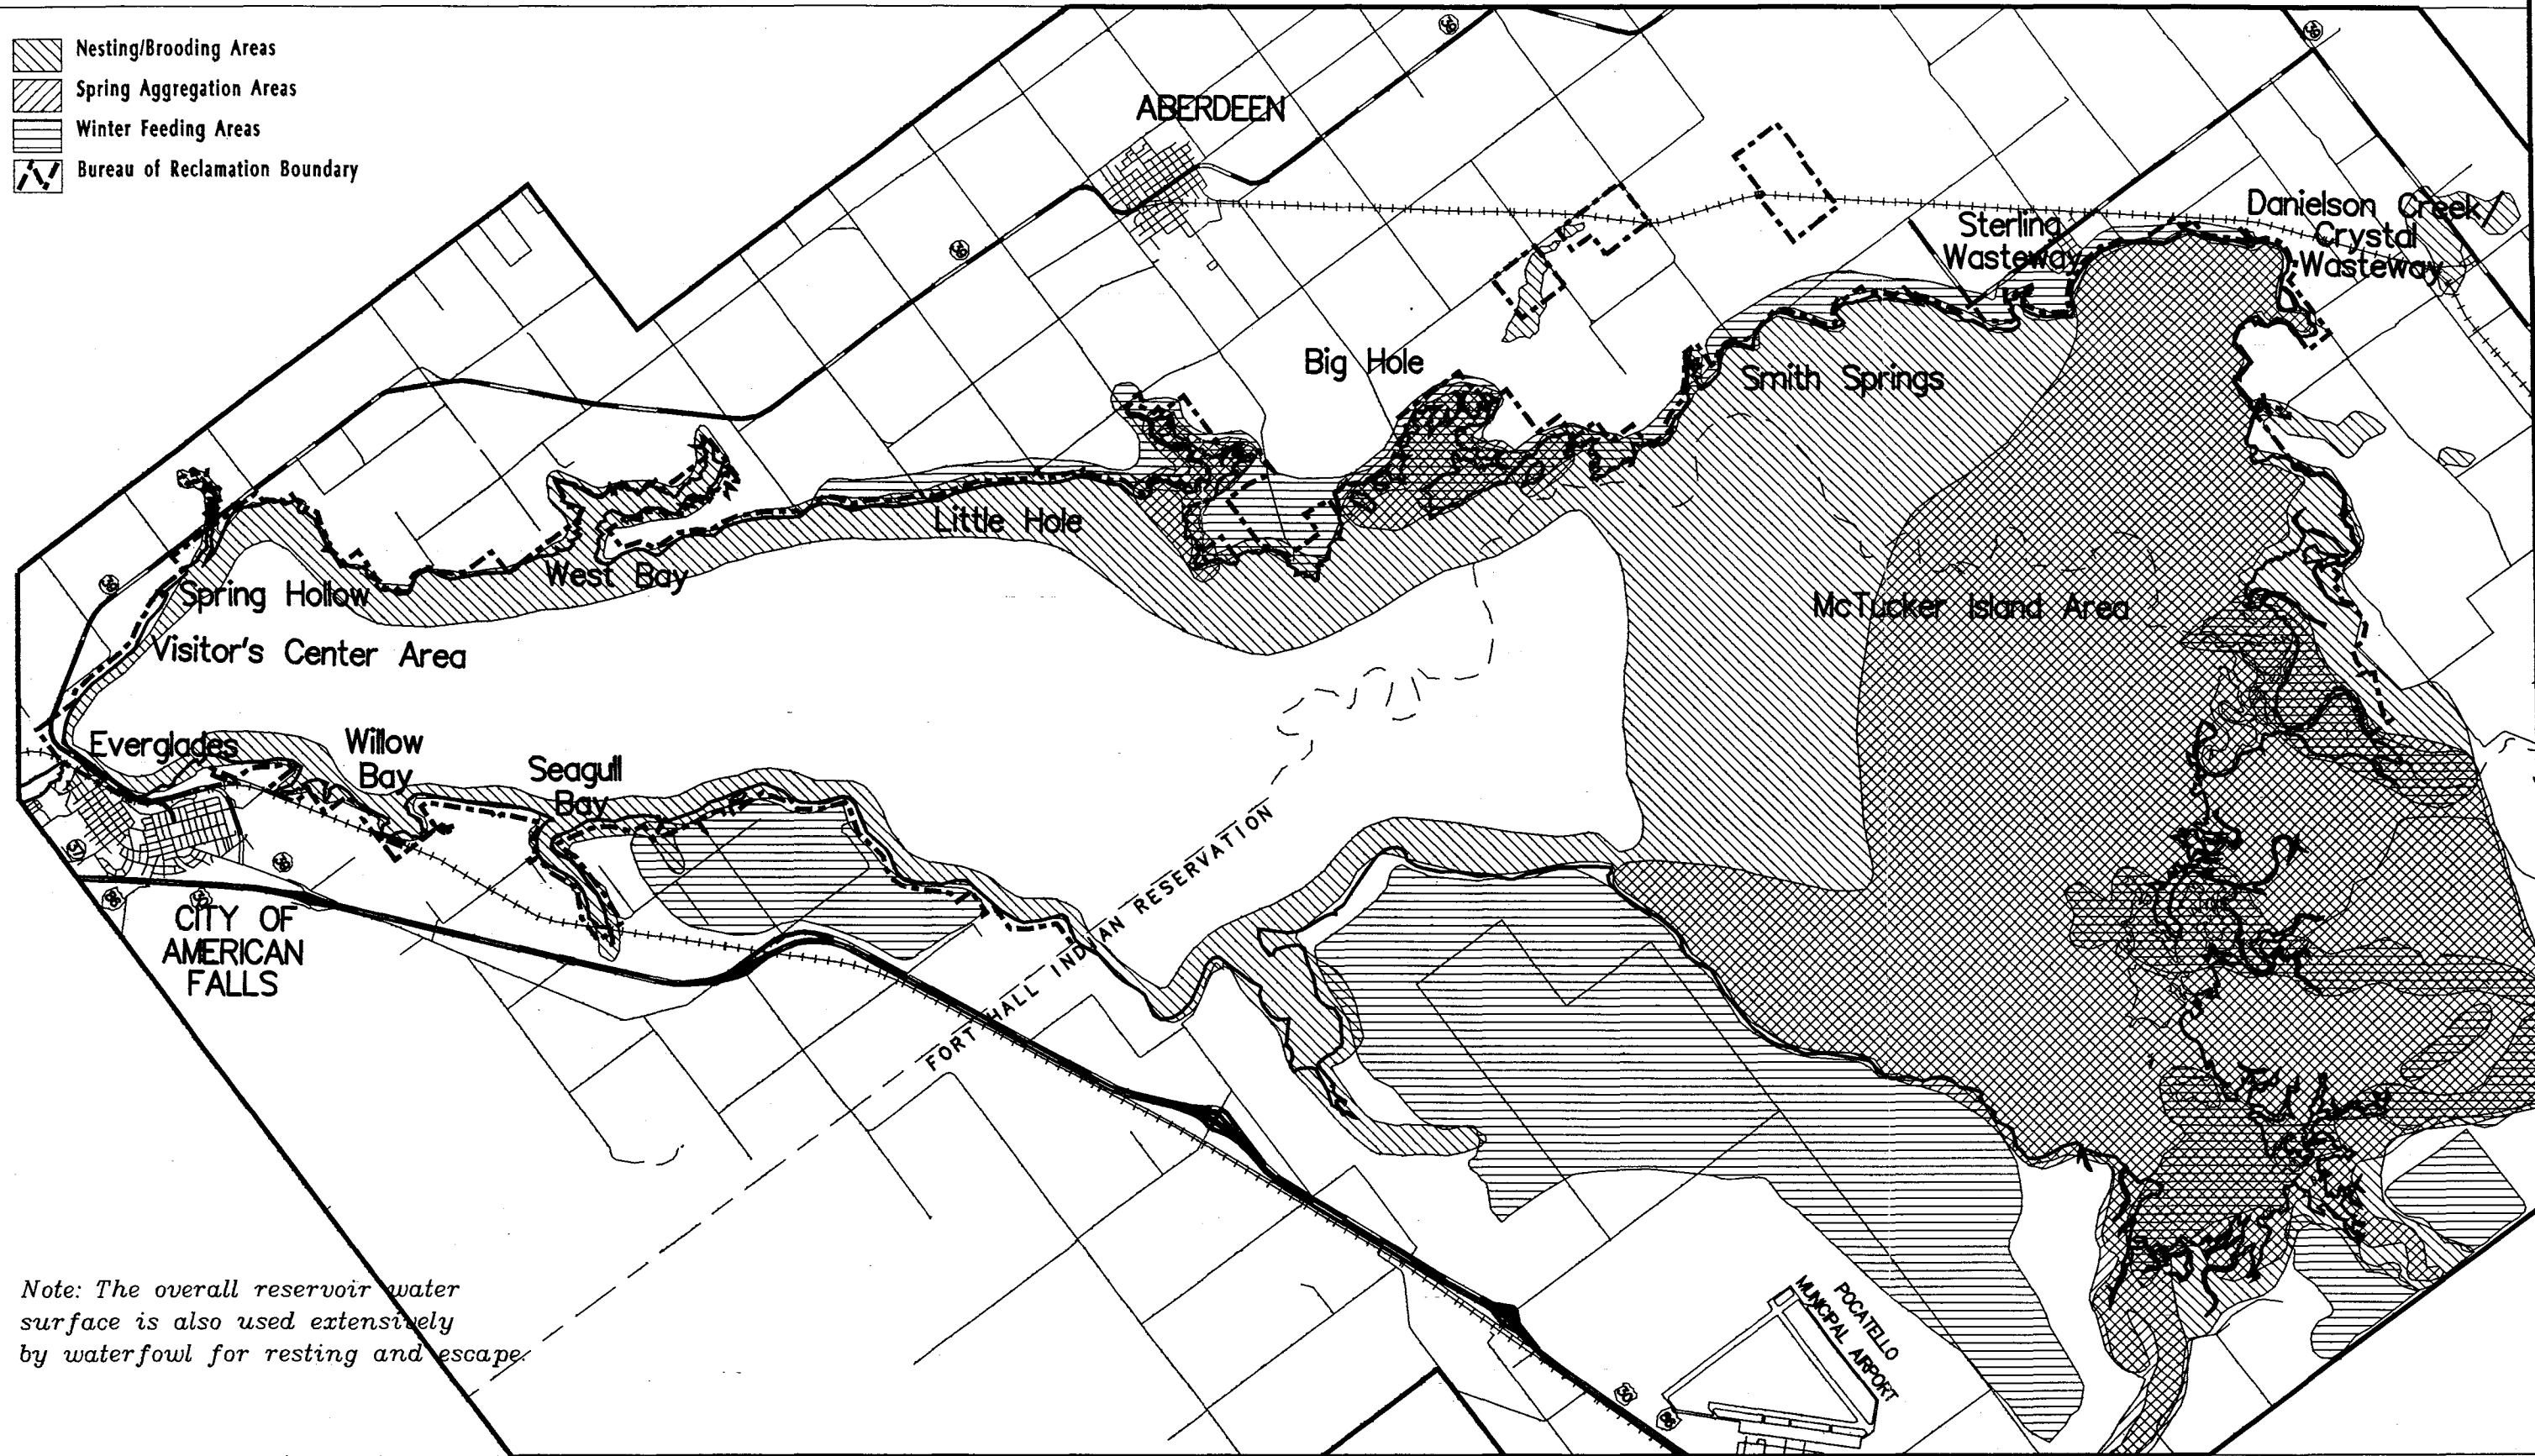 Nesting/Brooding Areas
Spring Aggregation Areas
Winter Feeding Areas
Bureau of Reclamation Boundary
ABERDEEN
Danielson Creek/
Crystal
Wasteway
Sterling
Wasteway
Big Hole
Smith Springs
Little Hole
West Bay
Spring Hollow
Visitor's Center Area
McTucker Island Area
Everglades
Willow
Bay
Seagull
Bay
CITY OF
AMERICAN
FALLS
FORT HALL INDIAN RESERVATION
POCATELLO
MUNICIPAL AIRPORT
30
86
Note: The overall reservoir water
surface is also used extensively
by waterfowl for resting and escape.